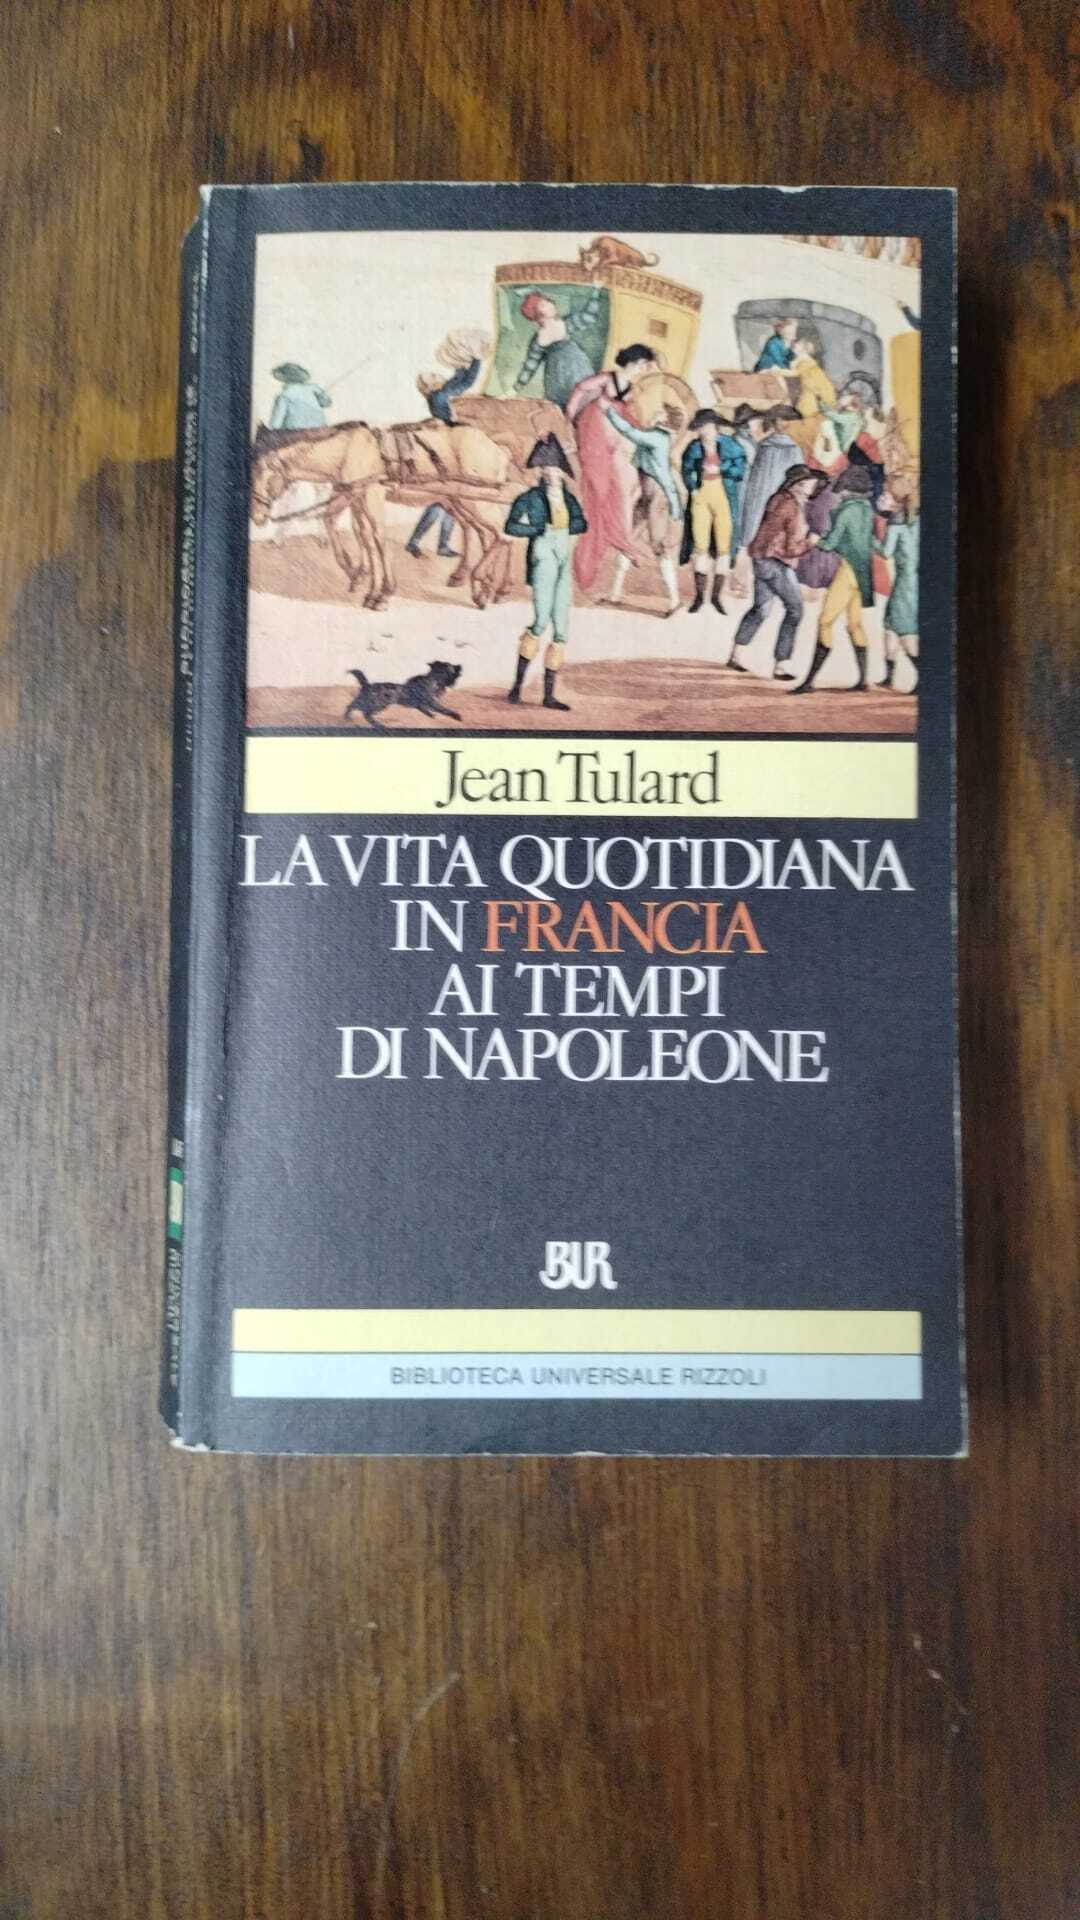 Jean Tulard
LA VITA QUOTIDIANA
IN FRANCIA
AI TEMPI
DI NAPOLEONE
BUR
BIBLIOTECA UNIVERSALE RIZZOLI